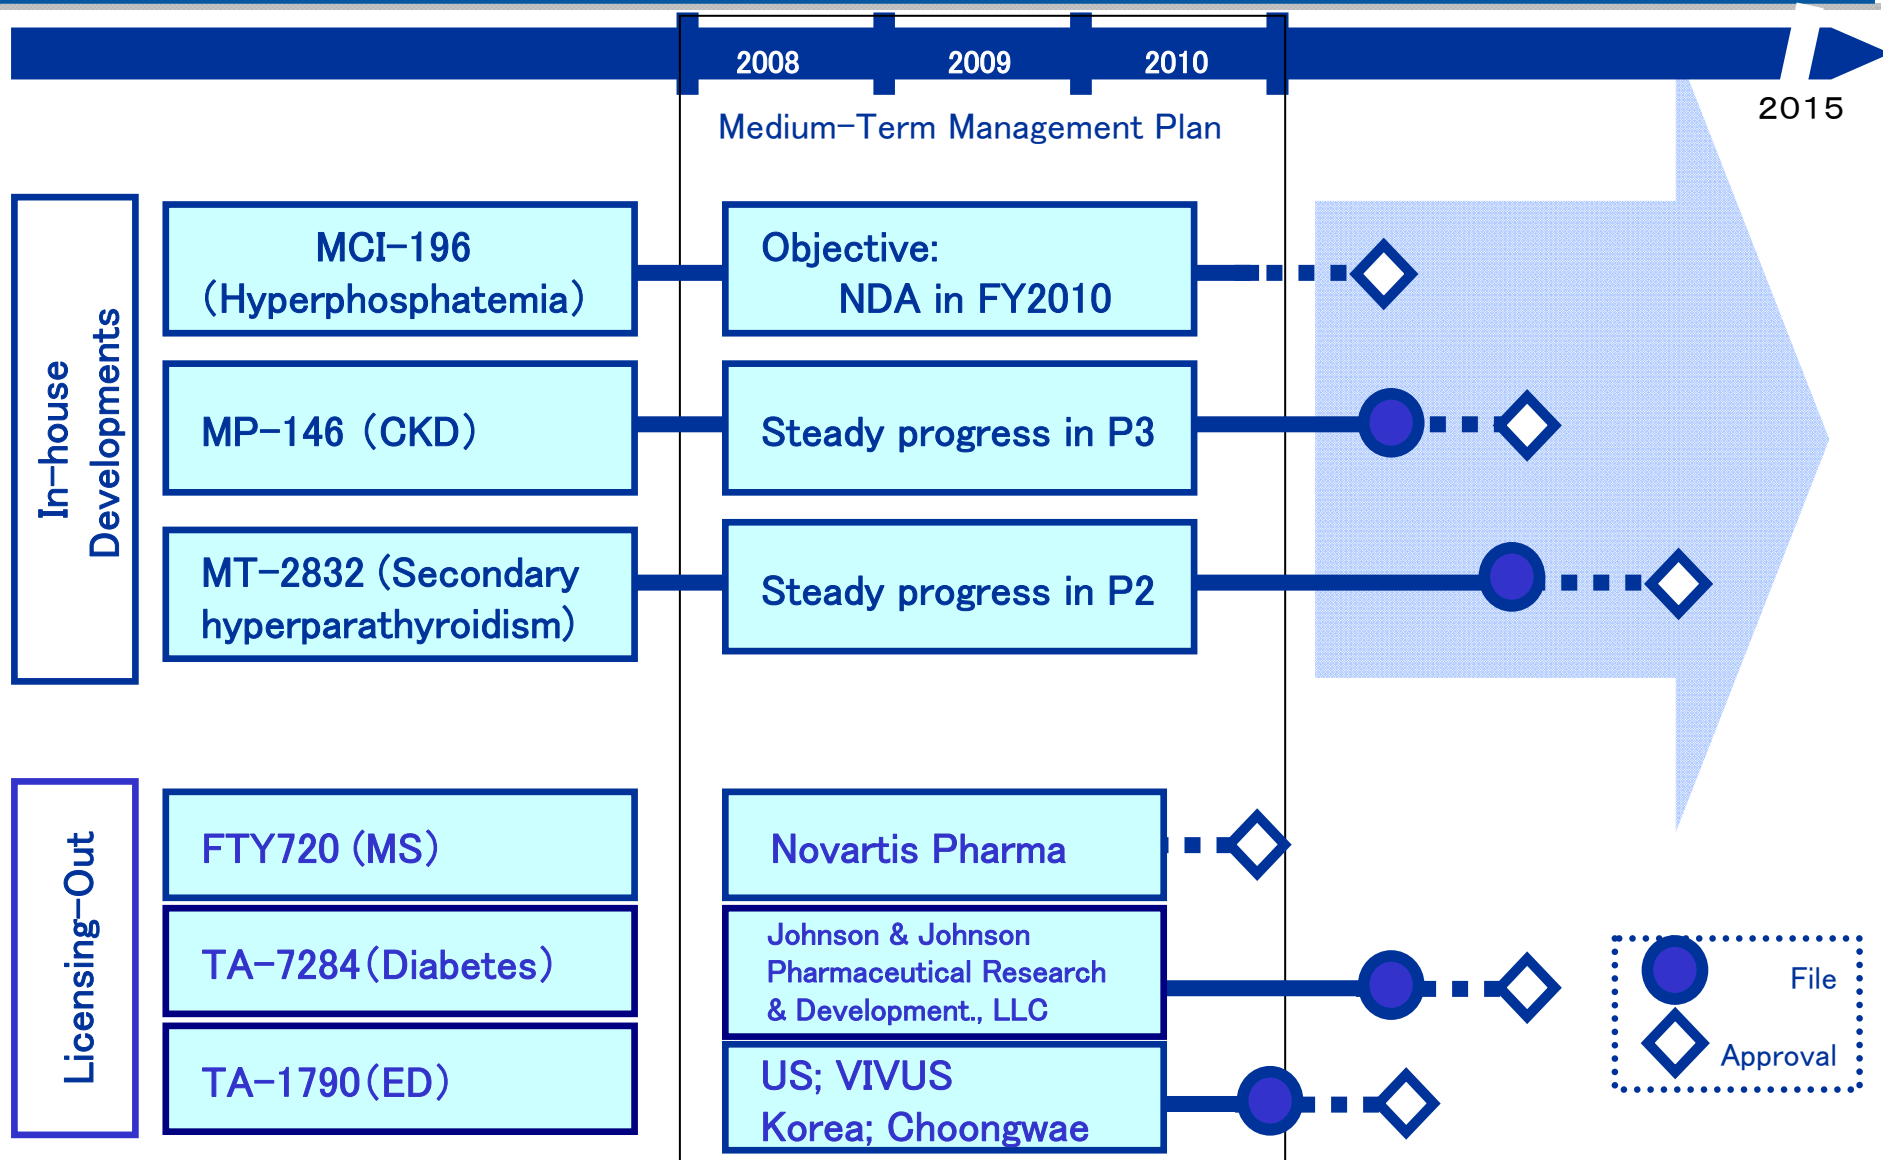 2008
2009
2010
2015
Medium-Term Management Plan
In-house
Developments
MCI-196
(Hyperphosphatemia)
Objective:
NDA in FY2010
MP-146 (CKD)
Steady progress in P3
MT-2832 (Secondary
hyperparathyroidism)
Steady progress in P2
Licensing-Out
FTY720 (MS)
Novartis Pharma
TA-7284(Diabetes)
Johnson & Johnson
Pharmaceutical Research
& Development., LLC
TA-1790(ED)
US; VIVUS
Korea; Choongwae
File
Approval